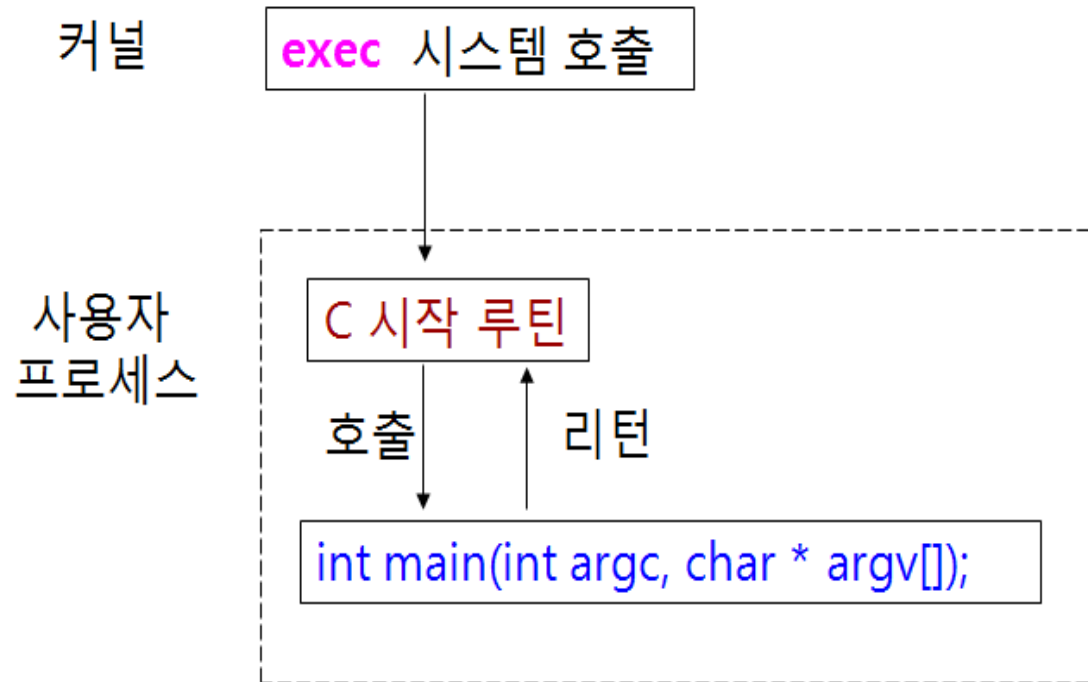 커널
exec 시스템 호출
사용자
프로세스
C 시작 루틴
호출
리턴
int main(int argc, char * argv[]);